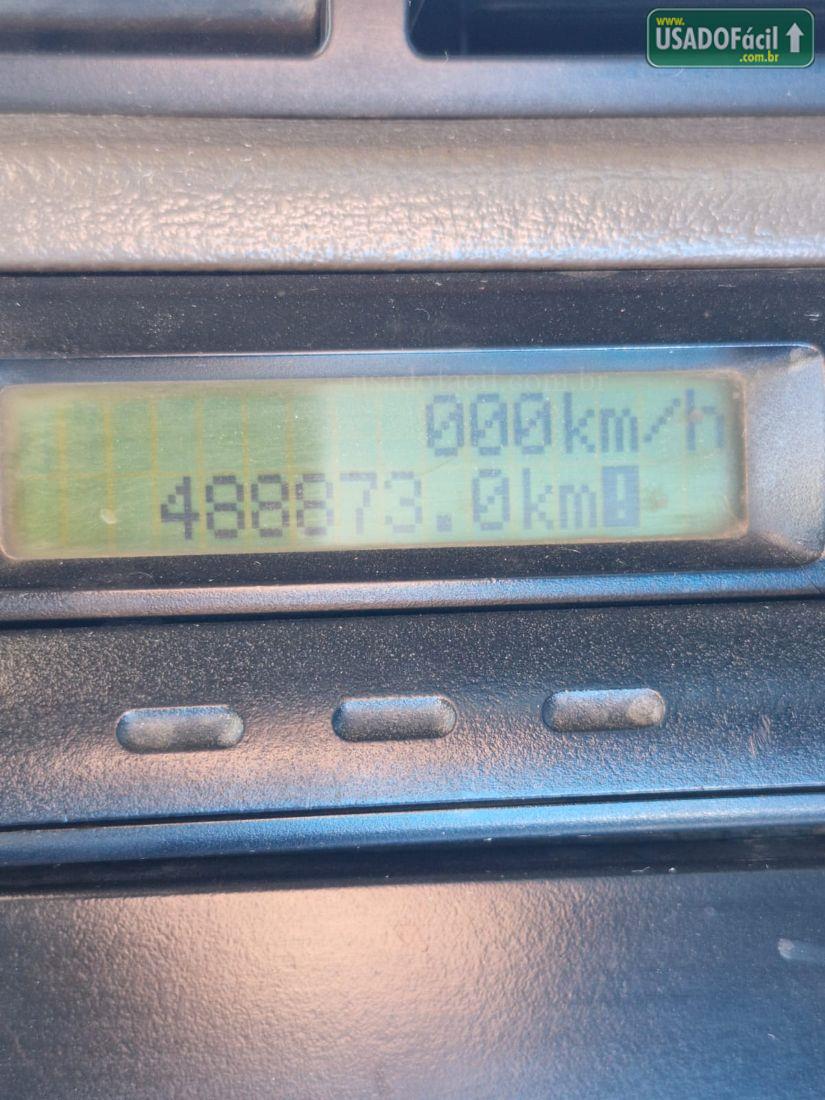 www.
USADOFácil
.com.br
usadofacil.com.br
000km/h
488873.0km!